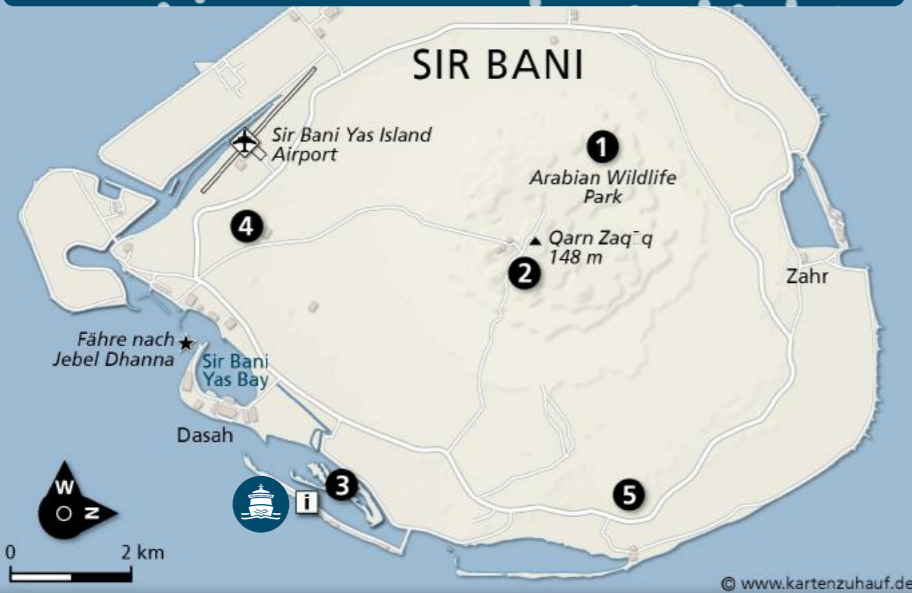 SIR BANI
Sir Bani Yas Island
Airport
1
Arabian Wildlife
Park
4
Qarn Zaqˉq
148 m
2
Zahr
Fähre nach
Jebel Dhanna
Sir Bani
Yas Bay
Dasah
W
N
3
i
5
0 2 km
© www.kartenzuhauf.de